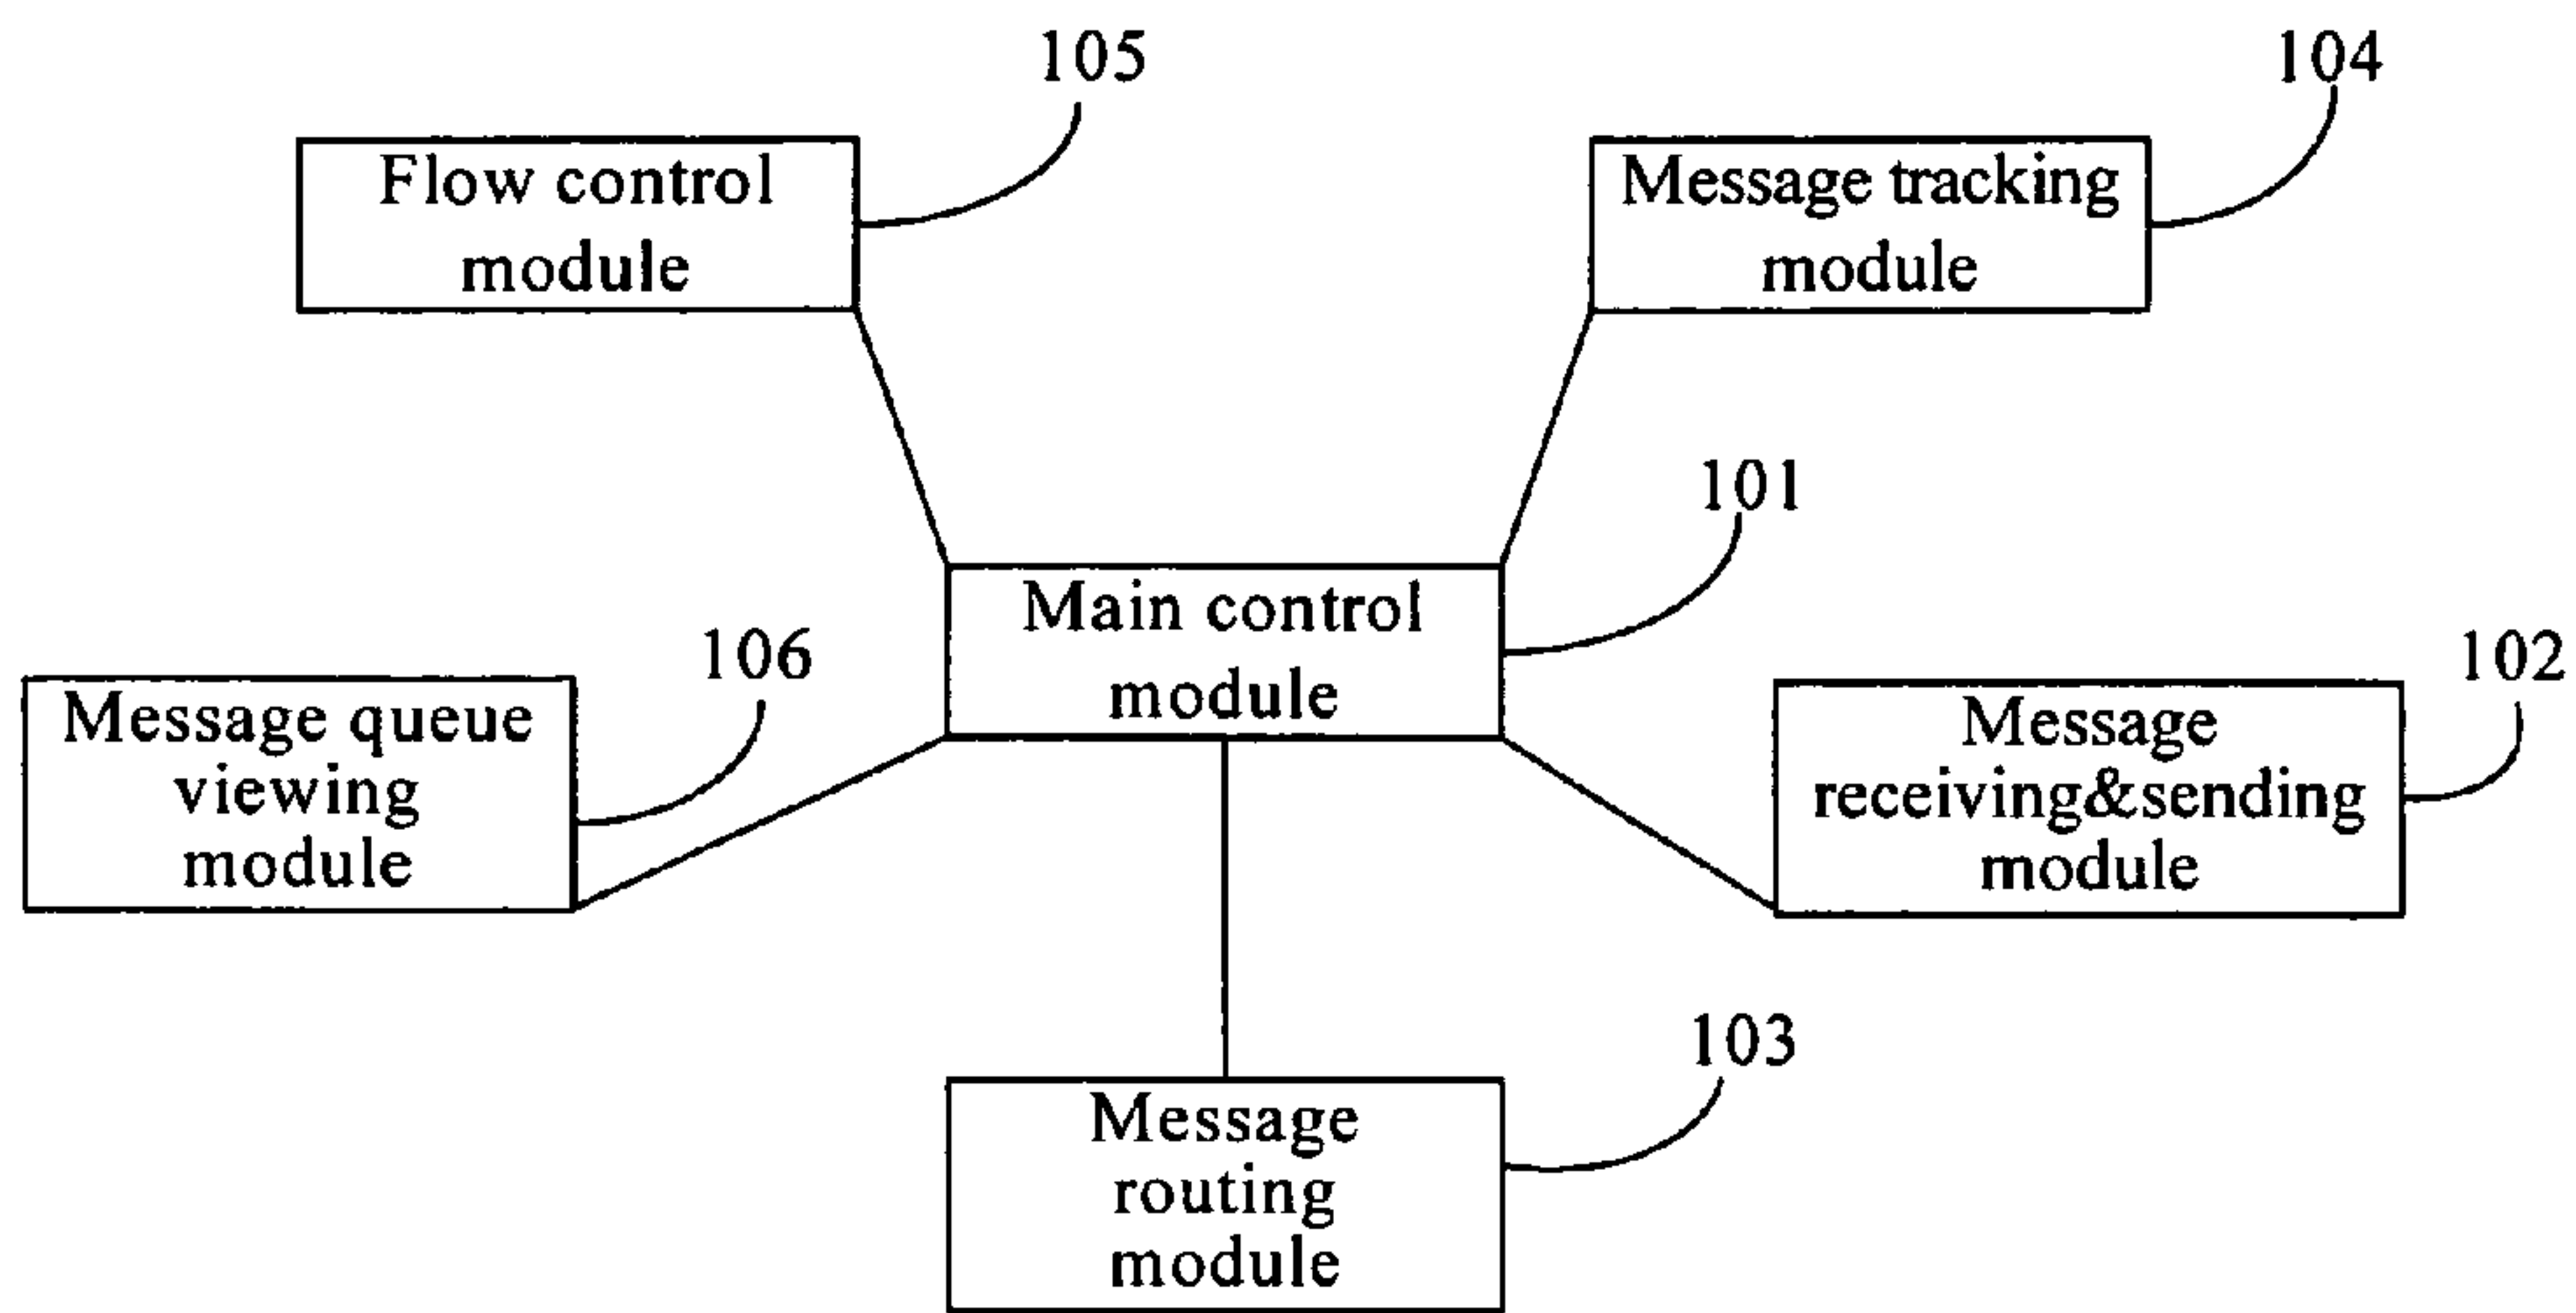 105
104
Flow control
module
Message tracking
module
101
Main control
module
106
102
Message queue
viewing
module
Message
receiving&sending
module
103
Message
routing
module